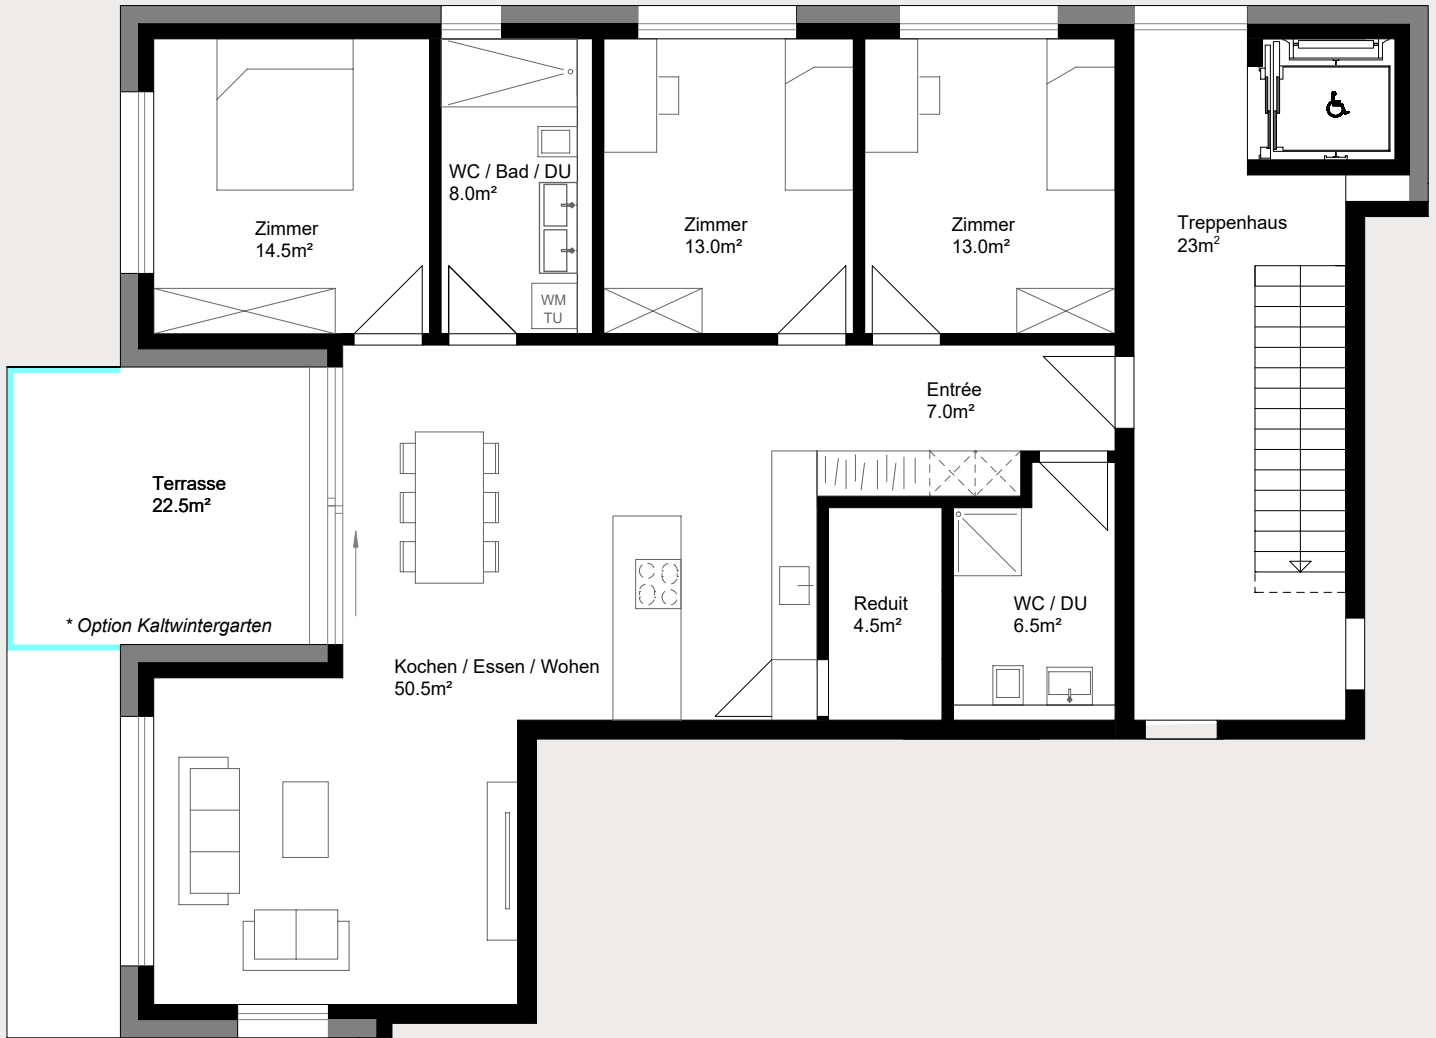 WC / Bad / DU
8.0m²
Zimmer
14.5m²
Zimmer
13.0m²
Zimmer
13.0m²
Treppenhaus
23m²
WM
TU
Entrée
7.0m²
Terrasse
22.5m²
* Option Kaltwintergarten
Reduit
4.5m²
WC / DU
6.5m²
Kochen / Essen / Wohen
50.5m²